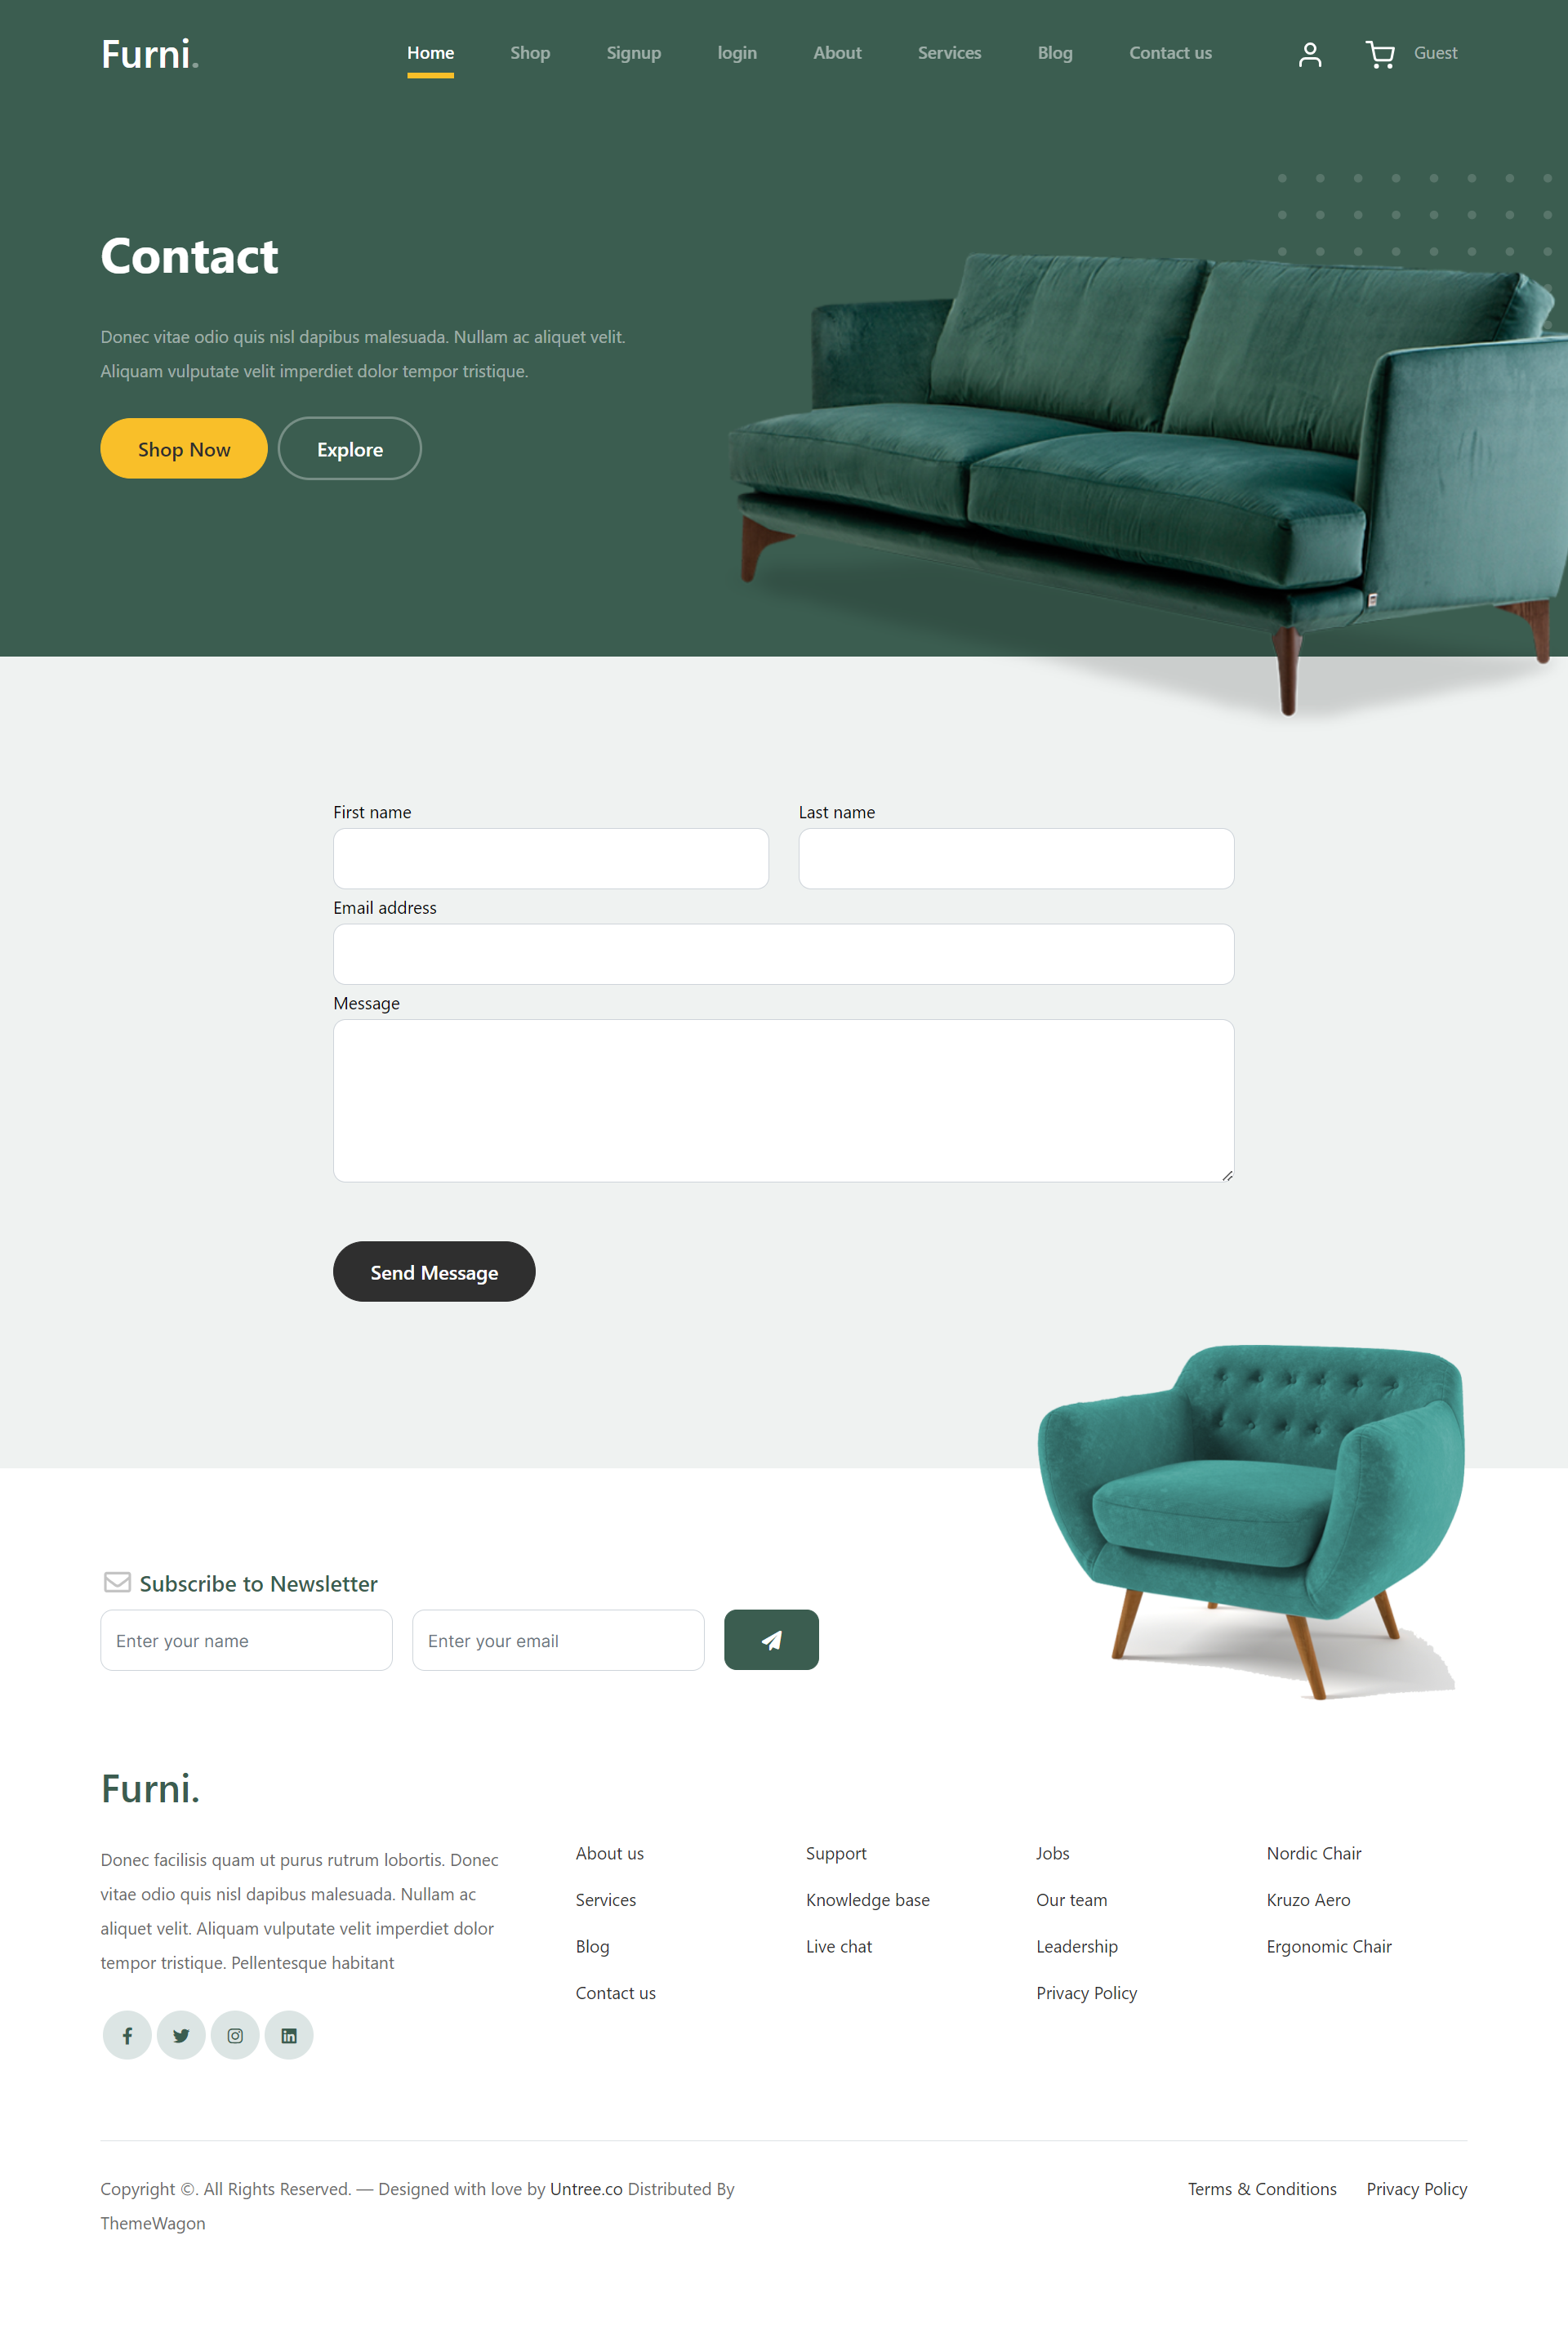 Furni.
Home Shop Signup login About Services Blog Contact us Guest
Contact
Donec vitae odio quis nisl dapibus malesuada. Nullam ac aliquet velit.
Aliquam vulputate velit imperdiet dolor tempor tristique.
Shop Now Explore
First name Last name
Email address
Message
Send Message
Subscribe to Newsletter
Enter your name Enter your email
Furni.
Donec facilisis quam ut purus rutrum lobortis. Donec
vitae odio quis nisl dapibus malesuada. Nullam ac
aliquet velit. Aliquam vulputate velit imperdiet dolor
tempor tristique. Pellentesque habitant
About us
Services
Blog
Contact us
Support
Knowledge base
Live chat
Jobs
Our team
Leadership
Privacy Policy
Nordic Chair
Kruzo Aero
Ergonomic Chair
Copyright ©. All Rights Reserved. — Designed with love by Untree.co Distributed By
ThemeWagon
Terms & Conditions Privacy Policy